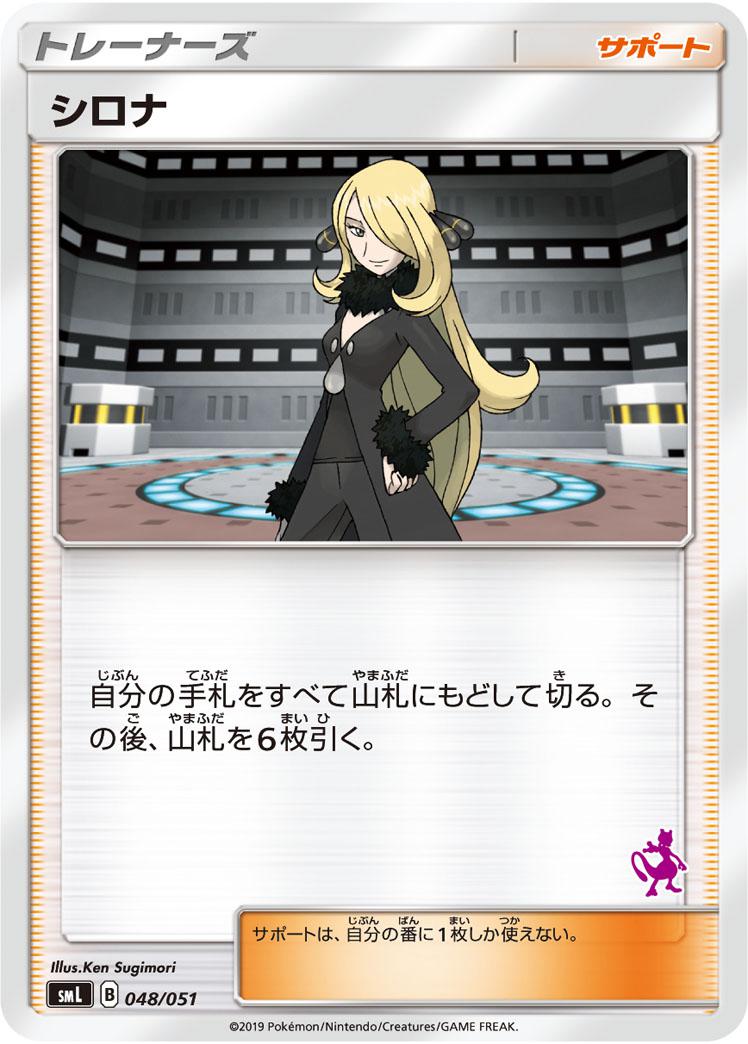 トレーナーズ
サポート
シロナ
自分の手札をすべて山札にもどして切る。そ
の後、山札を6枚引く。
サポートは、自分の番に1枚しか使えない。
Illus.Ken Sugimori
SML B 048/051
©2019 Pokémon/Nintendo/Creatures/GAME FREAK.